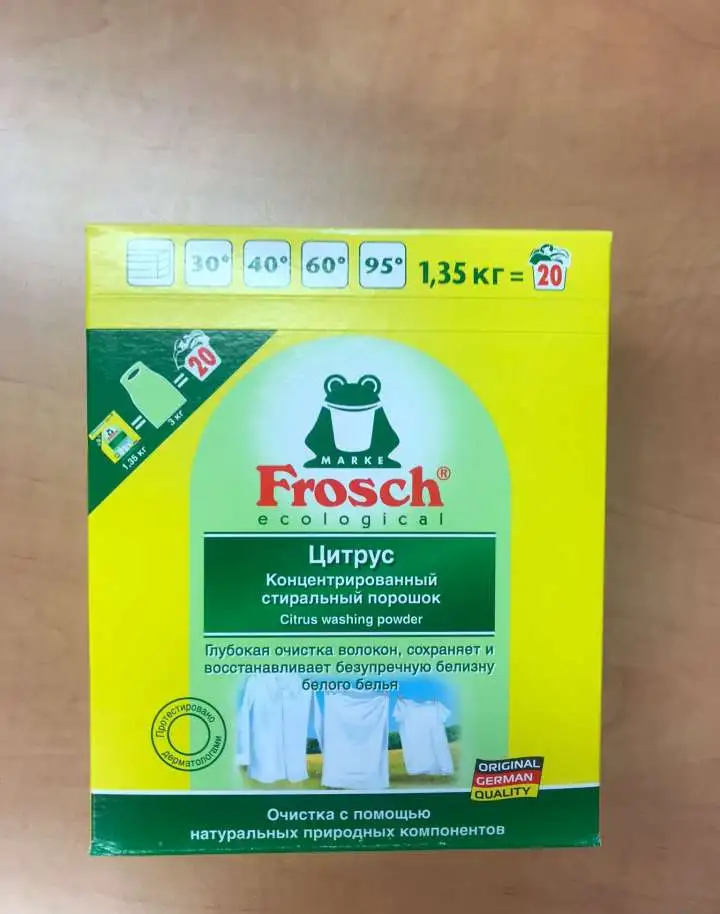 30° 40° 60° 95° 1,35 кг = 20
1,35 кг = 3 кг = 20
MARKE
Frosch®
ecological
Цитрус
Концентрированный
стиральный порошок
Citrus washing powder
Глубокая очистка волокон, сохраняет и
восстанавливает безупречную белизну
белого белья
Протестировано
дерматологами
ORIGINAL
GERMAN
QUALITY
Очистка с помощью
натуральных природных компонентов